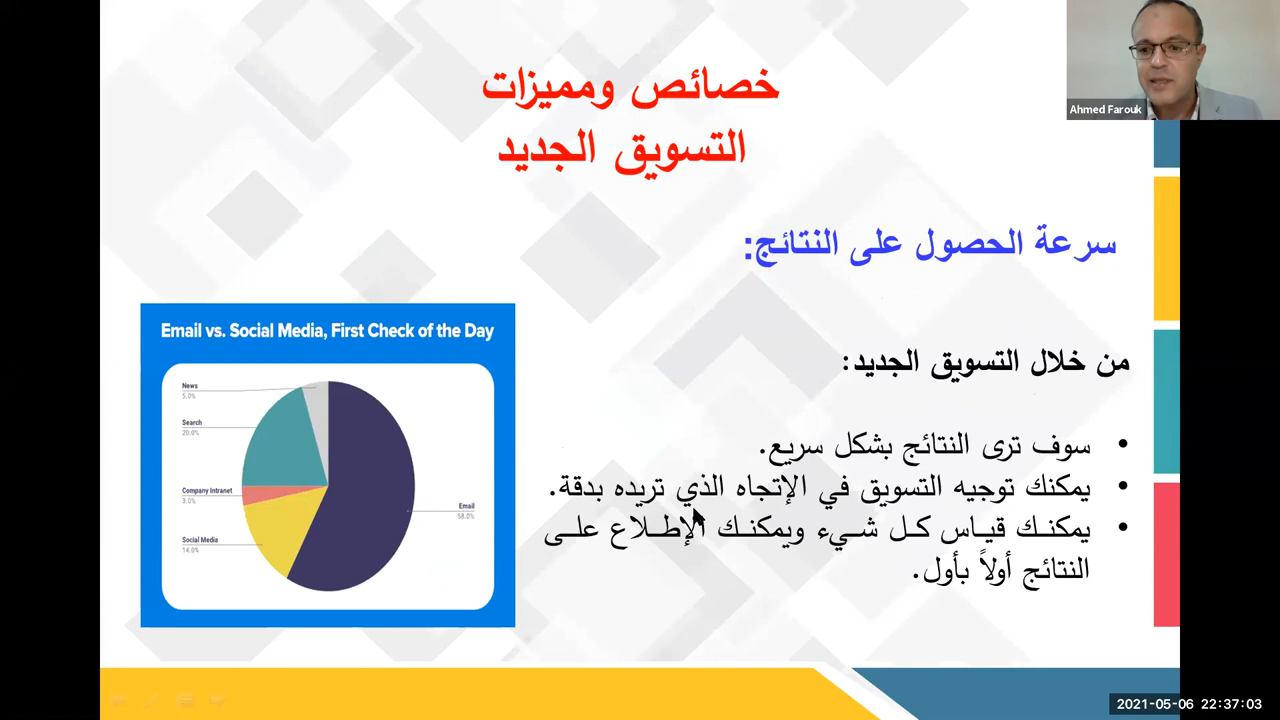 خصائص ومميزات
التسويق الجديد
Ahmed Farouk
سرعة الحصول على النتائج:
من خلال التسويق الجديد:
• سوف ترى النتائج بشكل سريع.
• يمكنك توجيه التسويق في الإتجاه الذي تريده بدقة.
• يمكنك قياس كل شيء ويمكنك الإطلاع على
النتائج أولاً بأول.
Email vs. Social Media, First Check of the Day
News
5.0%
Search
20.0%
Company Intranet
3.0%
Social Media
14.0%
Email
58.0%
2021-05-06 22:37:03